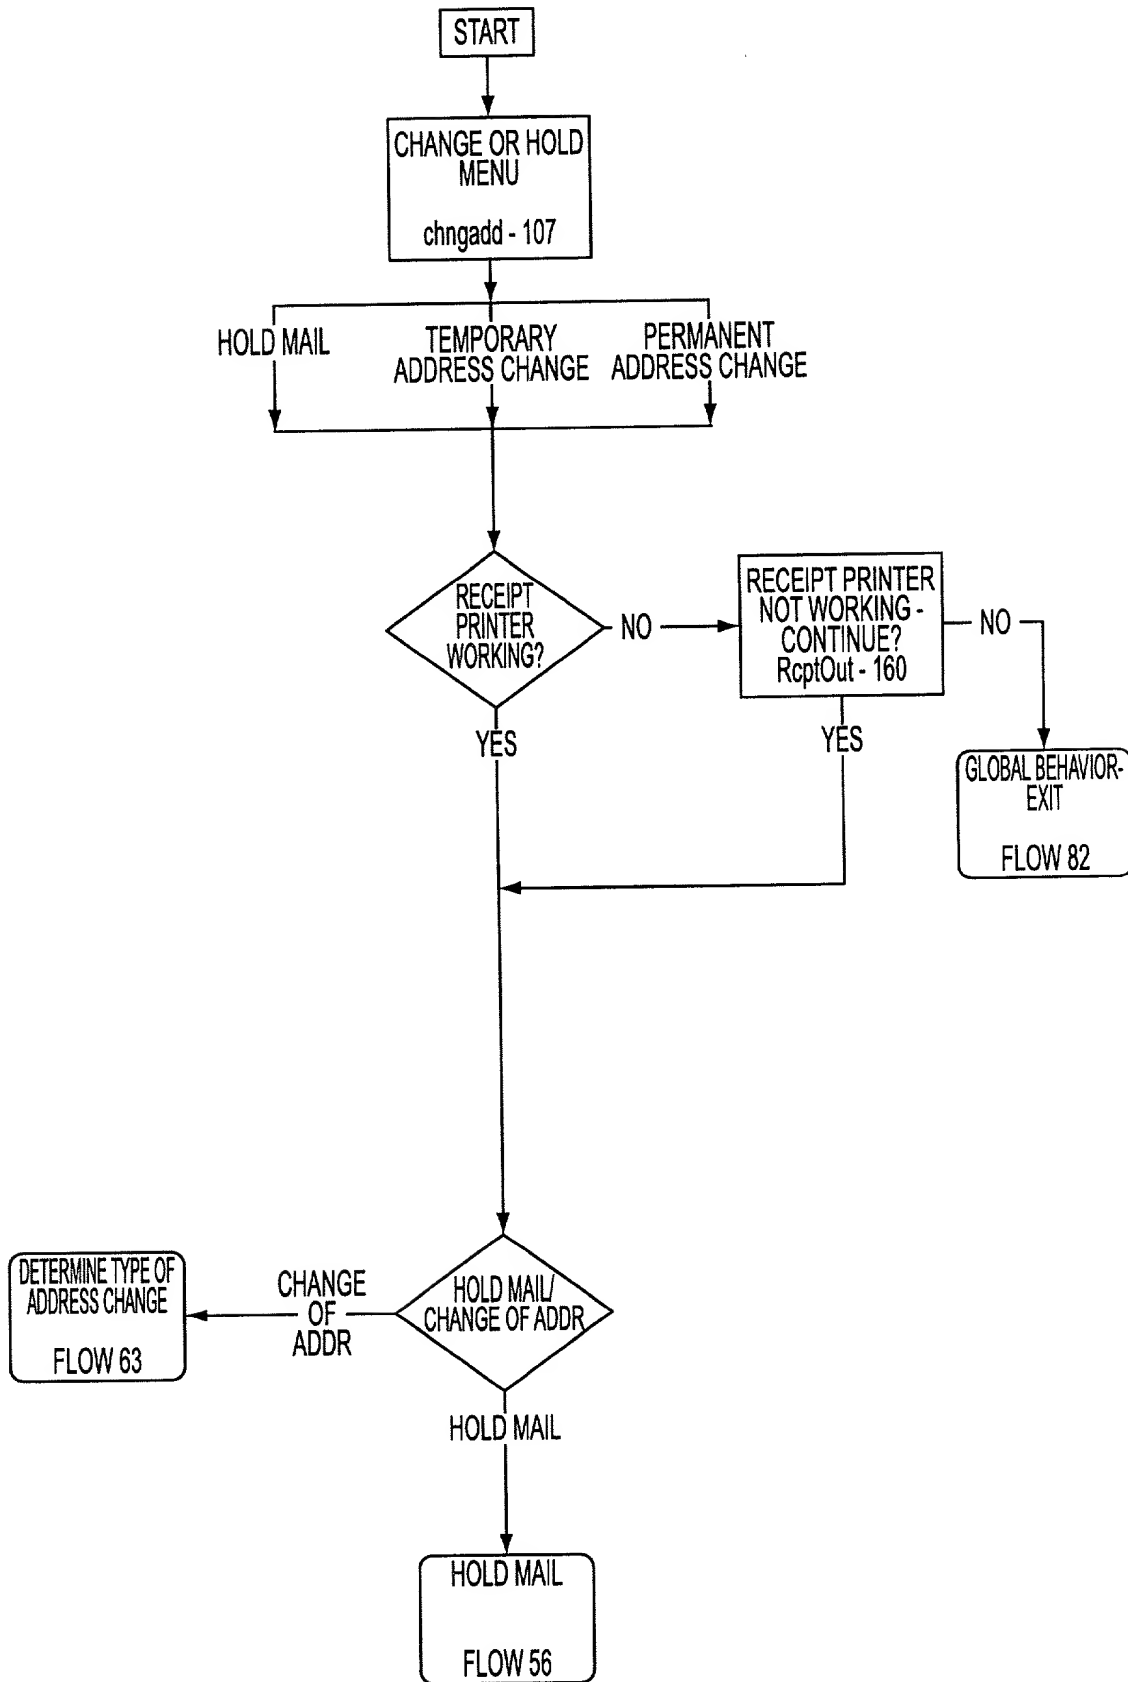 START
CHANGE OR HOLD
MENU
chngadd - 107
HOLD MAIL
TEMPORARY
ADDRESS CHANGE
PERMANENT
ADDRESS CHANGE
RECEIPT
PRINTER
WORKING?
NO
RECEIPT PRINTER
NOT WORKING -
CONTINUE?
RcptOut - 160
NO
YES
YES
GLOBAL BEHAVIOR-
EXIT
FLOW 82
HOLD MAIL/
CHANGE OF ADDR
CHANGE
OF
ADDR
DETERMINE TYPE OF
ADDRESS CHANGE
FLOW 63
HOLD MAIL
HOLD MAIL
FLOW 56